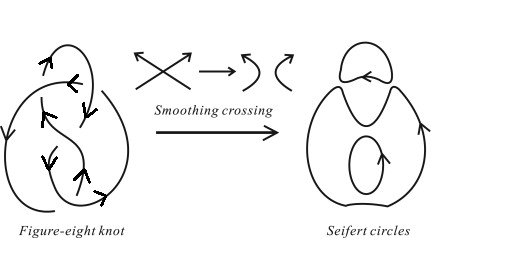 Smoothing crossing
Figure-eight knot
Seifert circles